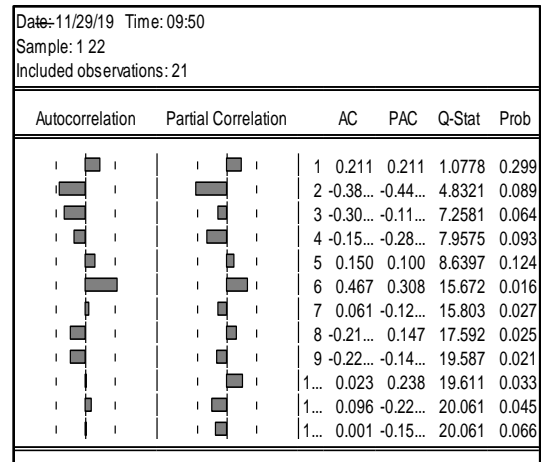 Date: 11/29/19 Time: 09:50
Sample: 1 22
Included observations: 21
Autocorrelation Partial Correlation AC PAC Q-Stat Prob
1 0.211 0.211 1.0778 0.299
2 -0.38... -0.44... 4.8321 0.089
3 -0.30... -0.11... 7.2581 0.064
4 -0.15... -0.28... 7.9575 0.093
5 0.150 0.100 8.6397 0.124
6 0.467 0.308 15.672 0.016
7 0.061 -0.12... 15.803 0.027
8 -0.21... 0.147 17.592 0.025
9 -0.22... -0.14... 19.587 0.021
1... 0.023 0.238 19.611 0.033
1... 0.096 -0.22... 20.061 0.045
1... 0.001 -0.15... 20.061 0.066